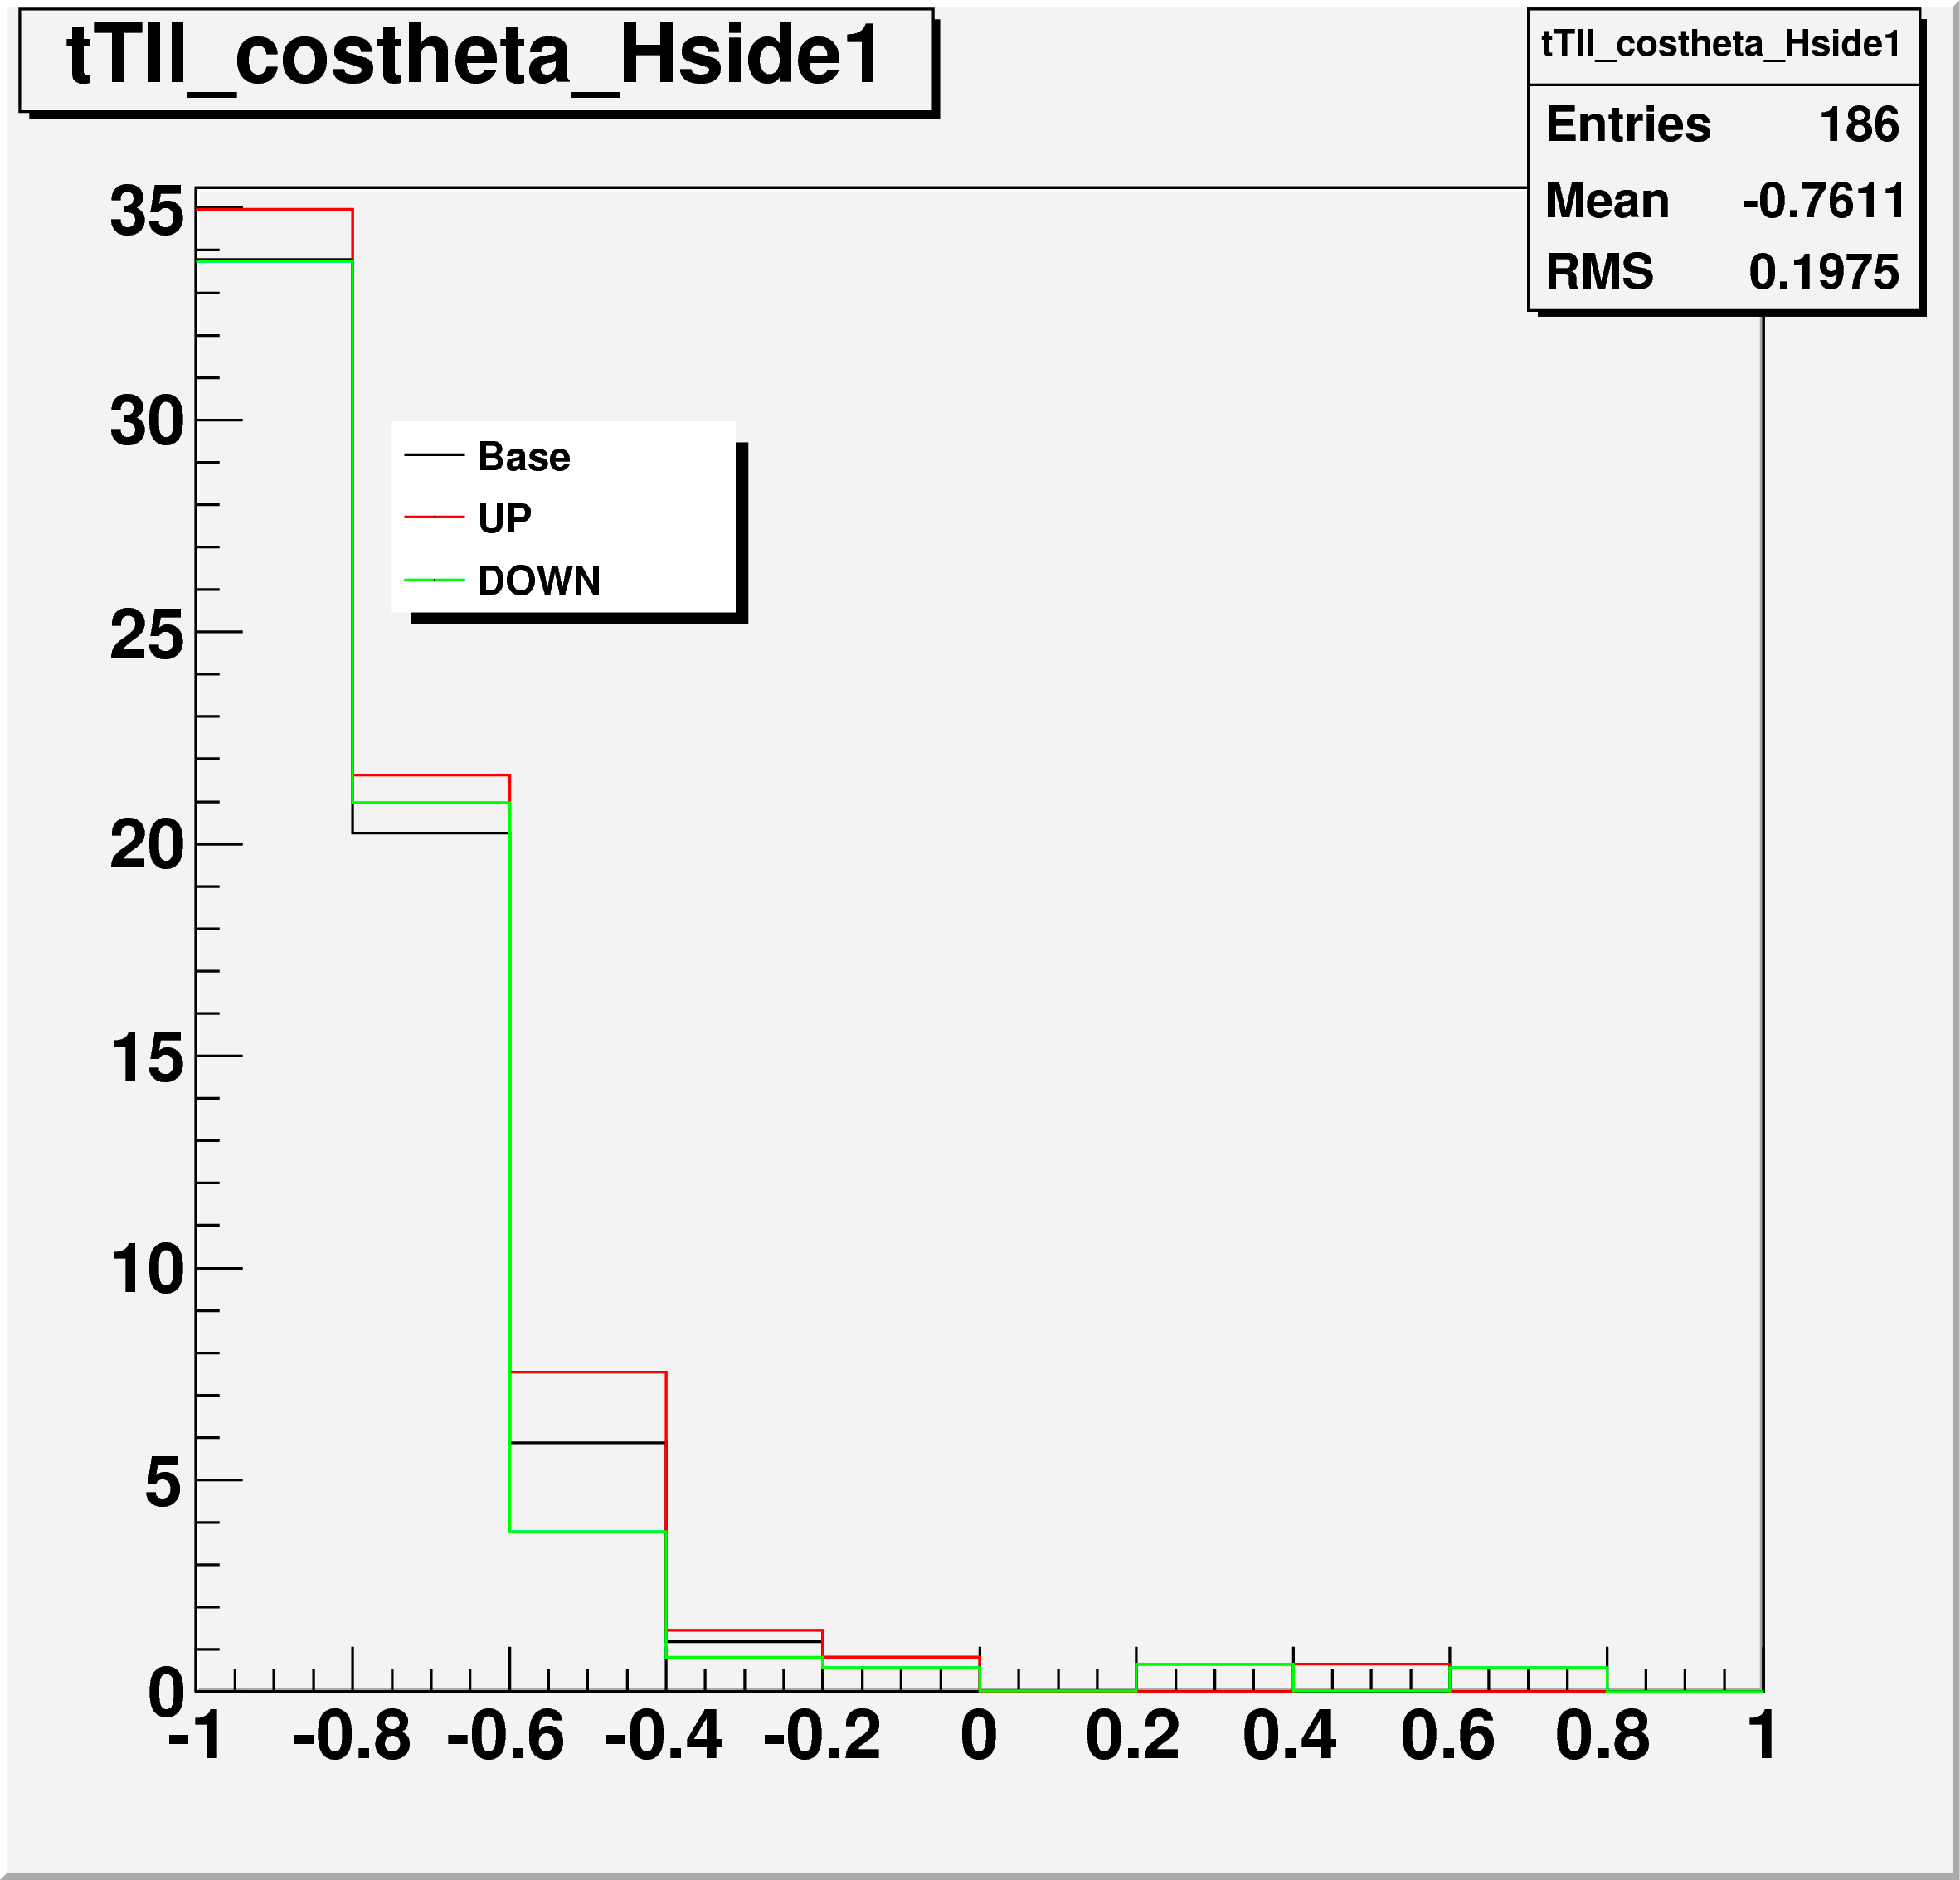 tTll_costheta_Hside1
tTll_costheta_Hside1
Entries 186
Mean -0.7611
RMS 0.1975
35
30
Base
UP
DOWN
25
20
15
10
5
0
-1 -0.8 -0.6 -0.4 -0.2 0 0.2 0.4 0.6 0.8 1